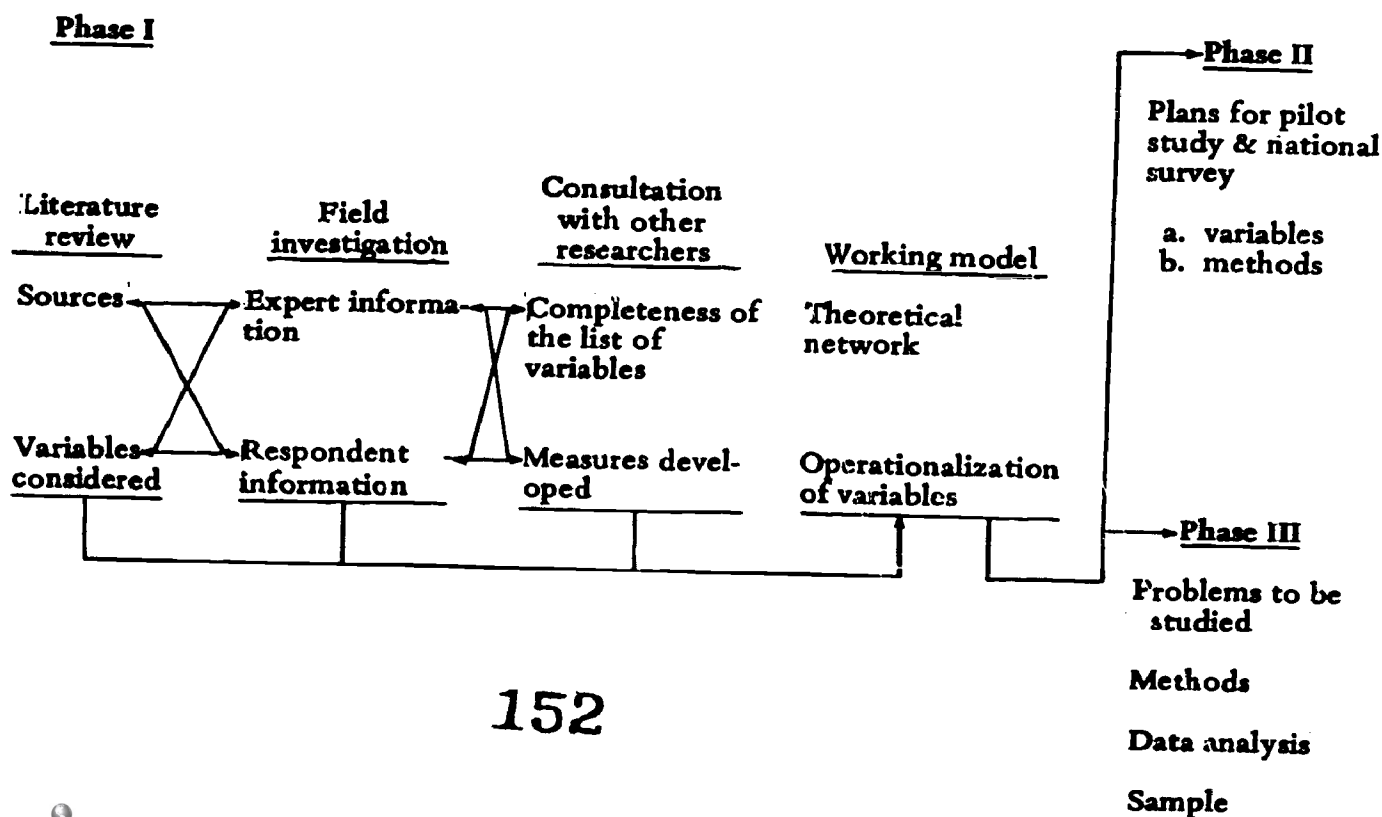 Phase I
Literature
review
Sources
Variables
considered
Field
investigation
Expert informa-
tion
Respondent
information
Consultation
with other
researchers
Completeness of
the list of
variables
Measures devel-
oped
Working model
Theoretical
network
Operationalization
of variables
Phase II
Plans for pilot
study & national
survey
a. variables
b. methods
Phase III
Problems to be
studied
Methods
Data analysis
Sample
152